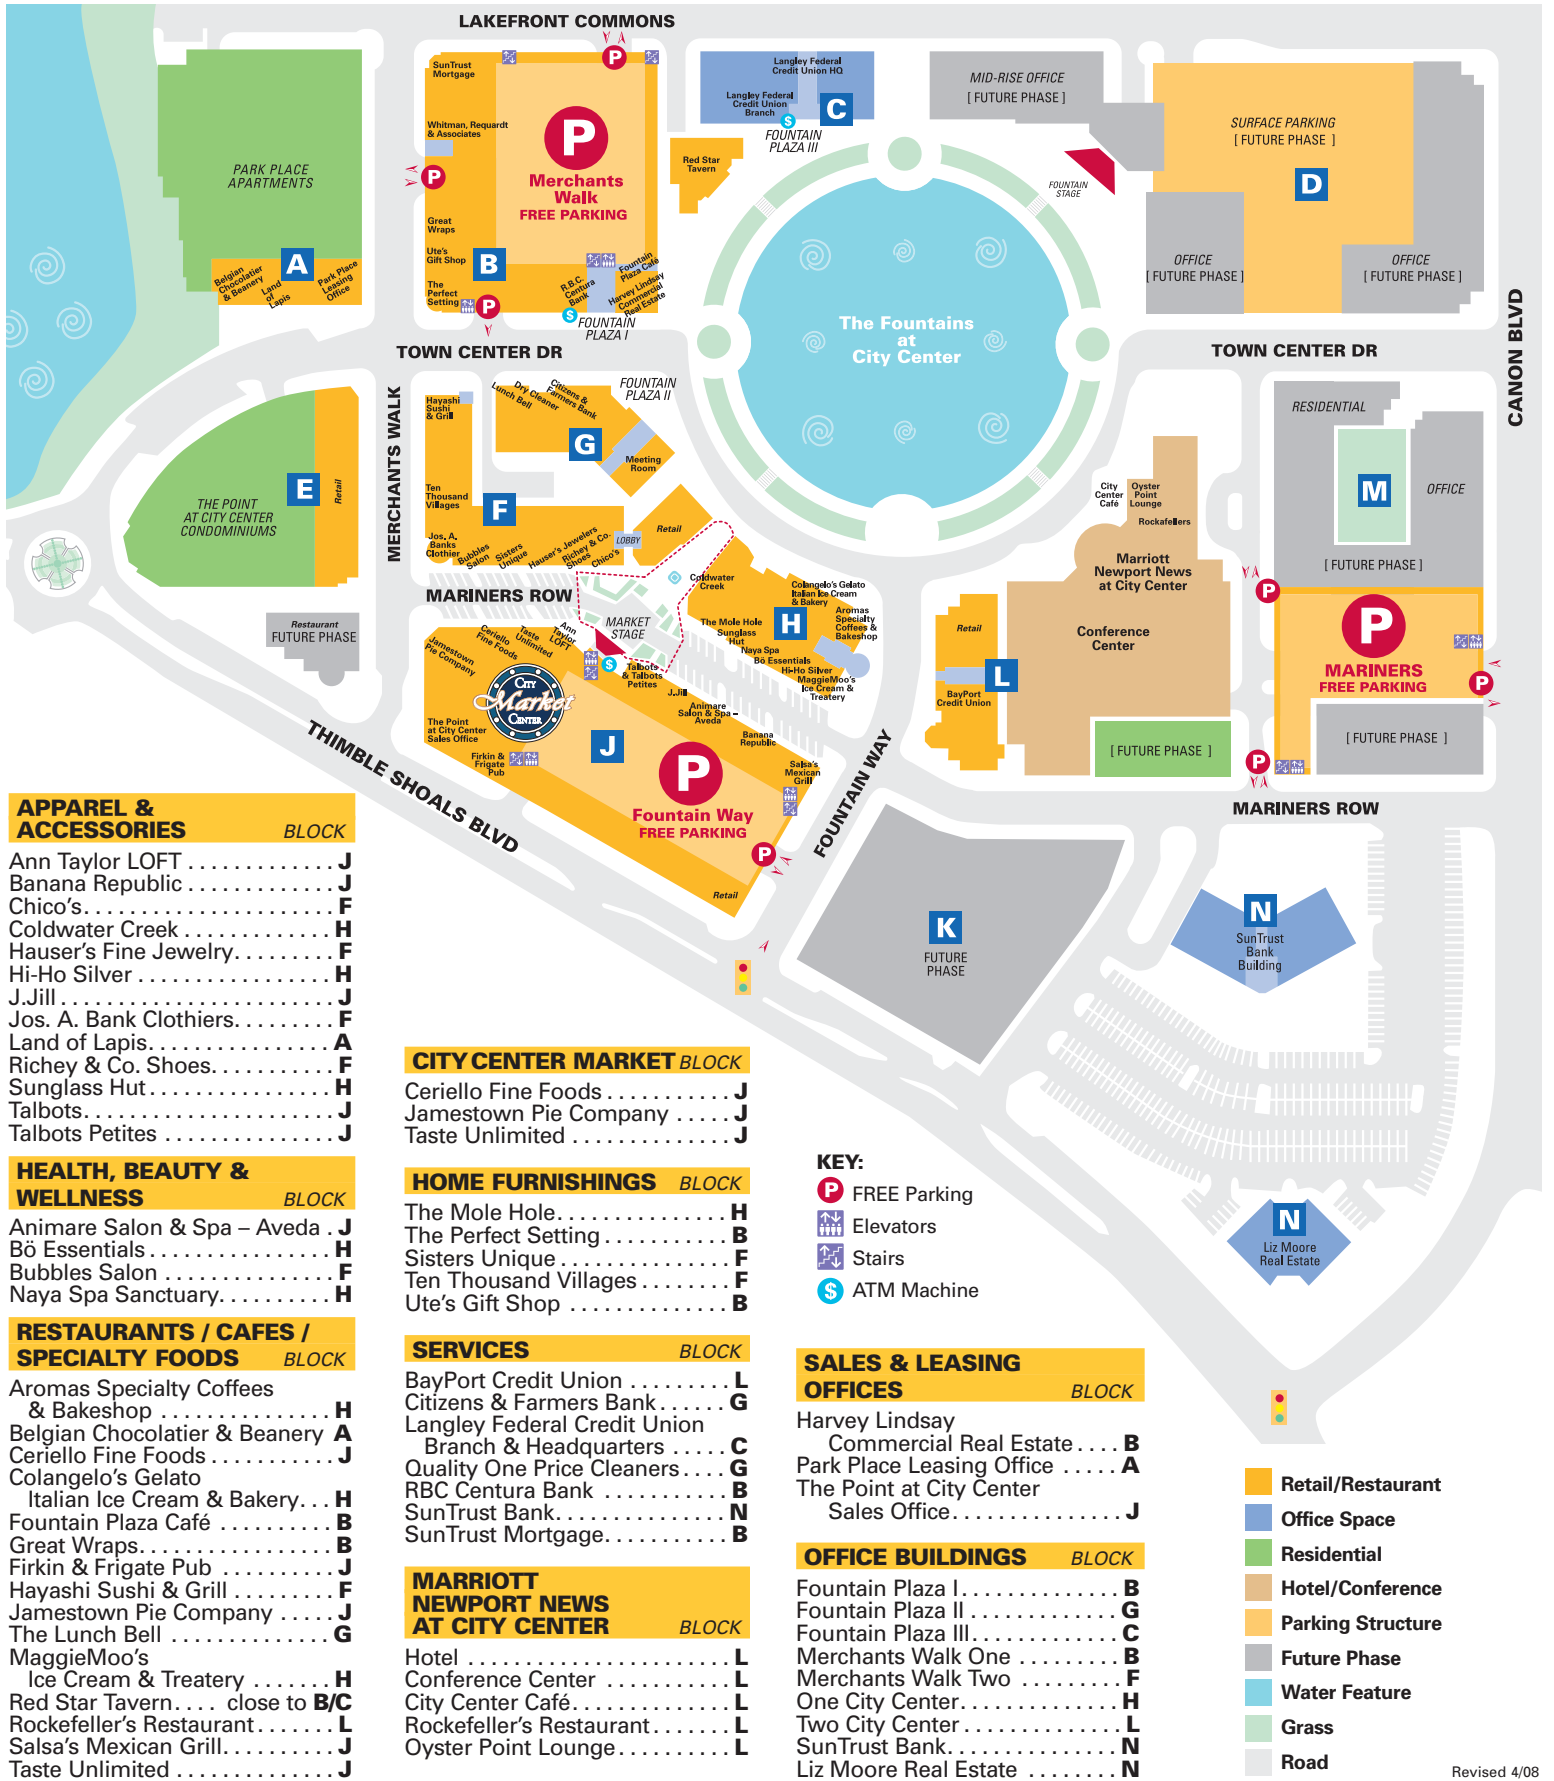 LAKEFRONT COMMONS
SunTrust
Mortgage
Whitman, Requardt
& Associates
P
Merchants
Walk
FREE PARKING
Great
Wraps
Ute's
Gift Shop
B
The
Perfect
Setting
R.B.C.
Centura
Bank
Fountain
Plaza Café
Harvey Lindsay
Commercial
Real Estate
FOUNTAIN
PLAZA I
PARK PLACE
APARTMENTS
A
Belgian
Chocolatier
& Beanery
Land
of
Lapis
Park Place
Leasing
Office
Langley Federal
Credit Union HQ
Langley Federal
Credit Union
Branch
C
FOUNTAIN
PLAZA III
Red Star
Tavern
MID-RISE OFFICE
[ FUTURE PHASE ]
FOUNTAIN
STAGE
SURFACE PARKING
[ FUTURE PHASE ]
D
OFFICE
[ FUTURE PHASE ]
OFFICE
[ FUTURE PHASE ]
The Fountains
at
City Center
TOWN CENTER DR
TOWN CENTER DR
CANON BLVD
MERCHANTS WALK
THE POINT
AT CITY CENTER
CONDOMINIUMS
E
Retail
Hayashi
Sushi
& Grill
Lunch Bell
Dry Cleaner
Citizens &
Farmers Bank
FOUNTAIN
PLAZA II
G
Meeting
Room
Ten
Thousand
Villages
F
Jos. A.
Banks
Clothier
Bubbles
Salon
Sisters
Unique
Hauser's Jewelers
Richey & Co.
Shoes
Chico's
LOBBY
Retail
MARINERS ROW
Restaurant
FUTURE PHASE
MARKET
STAGE
Coldwater
Creek
Colangelo's Gelato
Italian Ice Cream
& Bakery
H
Aromas
Specialty
Coffees &
Bakeshop
The Mole Hole
Sunglass
Hut
Naya Spa
Bö Essentials
Hi-Ho Silver
MaggieMoo's
Ice Cream &
Treatery
Jamestown
Pie Company
Ceriello
Fine Foods
Taste
Unlimited
Ann
Taylor
LOFT
Talbots
& Talbots
Petites
J.Jill
Animare
Salon & Spa –
Aveda
Banana
Republic
Salsa's
Mexican
Grill
CITY
Market
CENTER
The Point
at City Center
Sales Office
Firkin &
Frigate
Pub
J
P
Fountain Way
FREE PARKING
Retail
THIMBLE SHOALS BLVD
FOUNTAIN WAY
City
Center
Café
Oyster
Point
Lounge
Rockafellers
Marriott
Newport News
at City Center
Conference
Center
Retail
L
BayPort
Credit Union
[ FUTURE PHASE ]
RESIDENTIAL
M
OFFICE
[ FUTURE PHASE ]
P
MARINERS
FREE PARKING
[ FUTURE PHASE ]
MARINERS ROW
K
FUTURE
PHASE
N
SunTrust
Bank
Building
N
Liz Moore
Real Estate
APPAREL &
ACCESSORIES BLOCK
Ann Taylor LOFT . . . . . . . . . . . . . J
Banana Republic . . . . . . . . . . . . . J
Chico's. . . . . . . . . . . . . . . . . . . . . . F
Coldwater Creek . . . . . . . . . . . . . H
Hauser's Fine Jewelry. . . . . . . . . F
Hi-Ho Silver . . . . . . . . . . . . . . . . . H
J.Jill . . . . . . . . . . . . . . . . . . . . . . . . J
Jos. A. Bank Clothiers. . . . . . . . . F
Land of Lapis. . . . . . . . . . . . . . . . A
Richey & Co. Shoes. . . . . . . . . . . F
Sunglass Hut . . . . . . . . . . . . . . . . H
Talbots. . . . . . . . . . . . . . . . . . . . . . J
Talbots Petites . . . . . . . . . . . . . . . J
HEALTH, BEAUTY &
WELLNESS BLOCK
Animare Salon & Spa – Aveda . J
Bö Essentials . . . . . . . . . . . . . . . . H
Bubbles Salon . . . . . . . . . . . . . . . F
Naya Spa Sanctuary. . . . . . . . . . H
RESTAURANTS / CAFES /
SPECIALTY FOODS BLOCK
Aromas Specialty Coffees
& Bakeshop . . . . . . . . . . . . . . . H
Belgian Chocolatier & Beanery A
Ceriello Fine Foods . . . . . . . . . . . J
Colangelo's Gelato
Italian Ice Cream & Bakery. . . H
Fountain Plaza Café . . . . . . . . . . B
Great Wraps. . . . . . . . . . . . . . . . . B
Firkin & Frigate Pub . . . . . . . . . . J
Hayashi Sushi & Grill . . . . . . . . . F
Jamestown Pie Company . . . . . J
The Lunch Bell . . . . . . . . . . . . . . G
MaggieMoo's
Ice Cream & Treatery . . . . . . . H
Red Star Tavern. . . . close to B/C
Rockefeller's Restaurant . . . . . . L
Salsa's Mexican Grill. . . . . . . . . . J
Taste Unlimited . . . . . . . . . . . . . . J
CITY CENTER MARKET BLOCK
Ceriello Fine Foods . . . . . . . . . . . J
Jamestown Pie Company . . . . . J
Taste Unlimited . . . . . . . . . . . . . . J
HOME FURNISHINGS BLOCK
The Mole Hole. . . . . . . . . . . . . . . H
The Perfect Setting . . . . . . . . . . . B
Sisters Unique . . . . . . . . . . . . . . . F
Ten Thousand Villages . . . . . . . . F
Ute's Gift Shop . . . . . . . . . . . . . . B
SERVICES BLOCK
BayPort Credit Union . . . . . . . . . L
Citizens & Farmers Bank . . . . . . G
Langley Federal Credit Union
Branch & Headquarters . . . . . C
Quality One Price Cleaners . . . . G
RBC Centura Bank . . . . . . . . . . . B
SunTrust Bank. . . . . . . . . . . . . . . N
SunTrust Mortgage. . . . . . . . . . . B
MARRIOTT
NEWPORT NEWS
AT CITY CENTER BLOCK
Hotel . . . . . . . . . . . . . . . . . . . . . . . L
Conference Center . . . . . . . . . . . L
City Center Café. . . . . . . . . . . . . . L
Rockefeller's Restaurant . . . . . . . L
Oyster Point Lounge. . . . . . . . . . L
KEY:
P FREE Parking
Elevators
Stairs
$ ATM Machine
SALES & LEASING
OFFICES BLOCK
Harvey Lindsay
Commercial Real Estate . . . . B
Park Place Leasing Office . . . . . A
The Point at City Center
Sales Office. . . . . . . . . . . . . . . J
OFFICE BUILDINGS BLOCK
Fountain Plaza I. . . . . . . . . . . . . . B
Fountain Plaza II . . . . . . . . . . . . . G
Fountain Plaza III. . . . . . . . . . . . . C
Merchants Walk One . . . . . . . . . B
Merchants Walk Two . . . . . . . . . F
One City Center. . . . . . . . . . . . . . H
Two City Center . . . . . . . . . . . . . . L
SunTrust Bank. . . . . . . . . . . . . . . N
Liz Moore Real Estate . . . . . . . . N
Retail/Restaurant
Office Space
Residential
Hotel/Conference
Parking Structure
Future Phase
Water Feature
Grass
Road
Revised 4/08